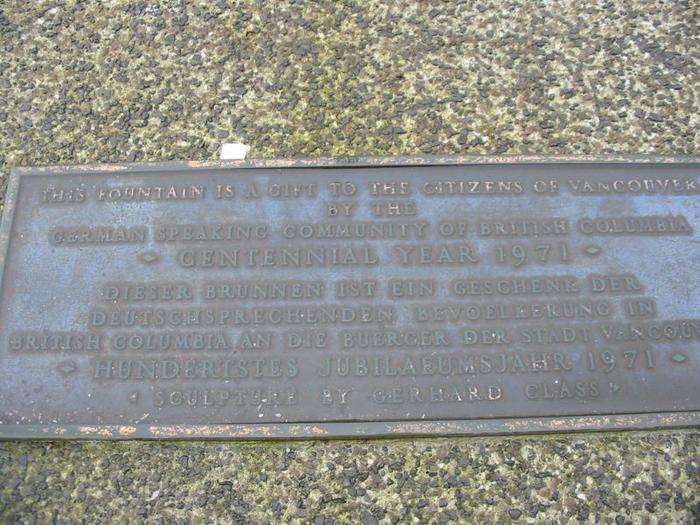 THIS FOUNTAIN IS A GIFT TO THE CITIZENS OF VANCOUVER
BY THE
GERMAN SPEAKING COMMUNITY OF BRITISH COLUMBIA
CENTENNIAL YEAR 1971
DIESER BRUNNEN IST EIN GESCHENK DER
DEUTSCHSPRECHENDEN BEVOELKERUNG IN
BRITISH COLUMBIA AN DIE BUERGER DER STADT VANCOU
HUNDERTSTES JUBILAEUMSJAHR 1971
SCULPTURE BY GERHARD CLASS